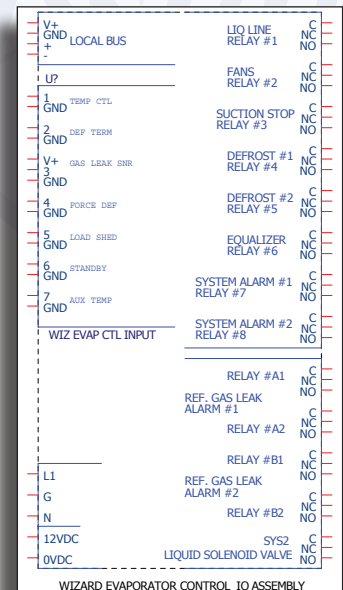 V+
GND
+
-
LOCAL BUS
U?
1
GND
TEMP CTL
2
GND
DEF TERM
V+
3
GND
GAS LEAK SNR
4
GND
FORCE DEF
5
GND
LOAD SHED
6
GND
STANDBY
7
GND
AUX TEMP
WIZ EVAP CTL INPUT
L1
G
N
12VDC
0VDC
LIQ LINE
RELAY #1
C
NC
NO
FANS
RELAY #2
C
NC
NO
SUCTION STOP
RELAY #3
C
NC
NO
DEFROST #1
RELAY #4
C
NC
NO
DEFROST #2
RELAY #5
C
NC
NO
EQUALIZER
RELAY #6
C
NC
NO
SYSTEM ALARM #1
RELAY #7
C
NC
NO
SYSTEM ALARM #2
RELAY #8
C
NC
NO
RELAY #A1
C
NC
NO
REF. GAS LEAK
ALARM #1
RELAY #A2
C
NC
NO
RELAY #B1
C
NC
NO
REF. GAS LEAK
ALARM #2
RELAY #B2
C
NC
NO
SYS2
LIQUID SOLENOID VALVE
C
NC
NO
WIZARD EVAPORATOR CONTROL IO ASSEMBLY